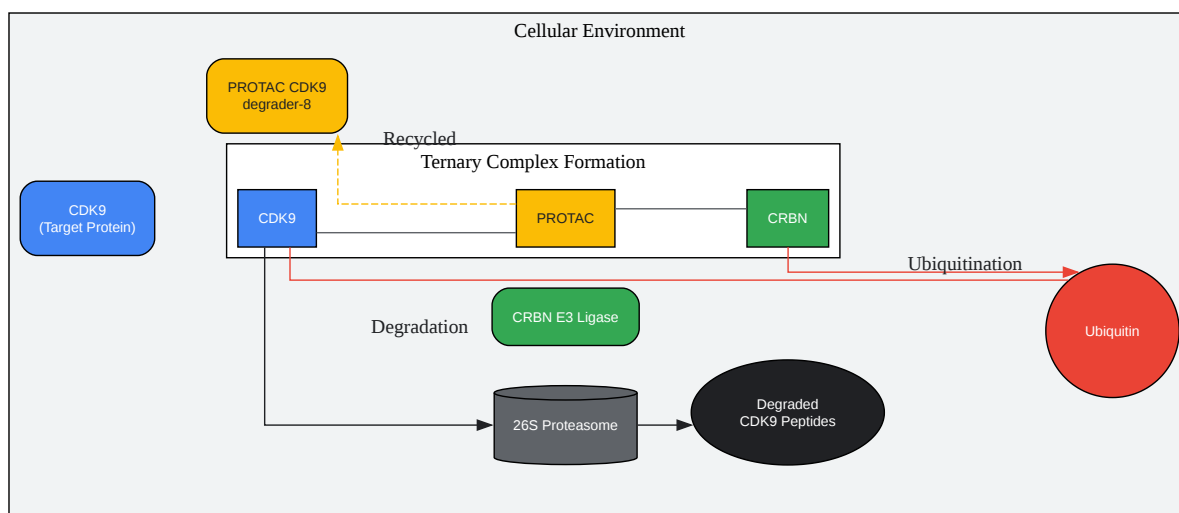 Cellular Environment
PROTAC CDK9
degrader-8
Recycled
Ternary Complex Formation
CDK9
(Target Protein)
CDK9
PROTAC
CRBN
Ubiquitination
CRBN E3 Ligase
Degradation
Ubiquitin
26S Proteasome
Degraded
CDK9 Peptides